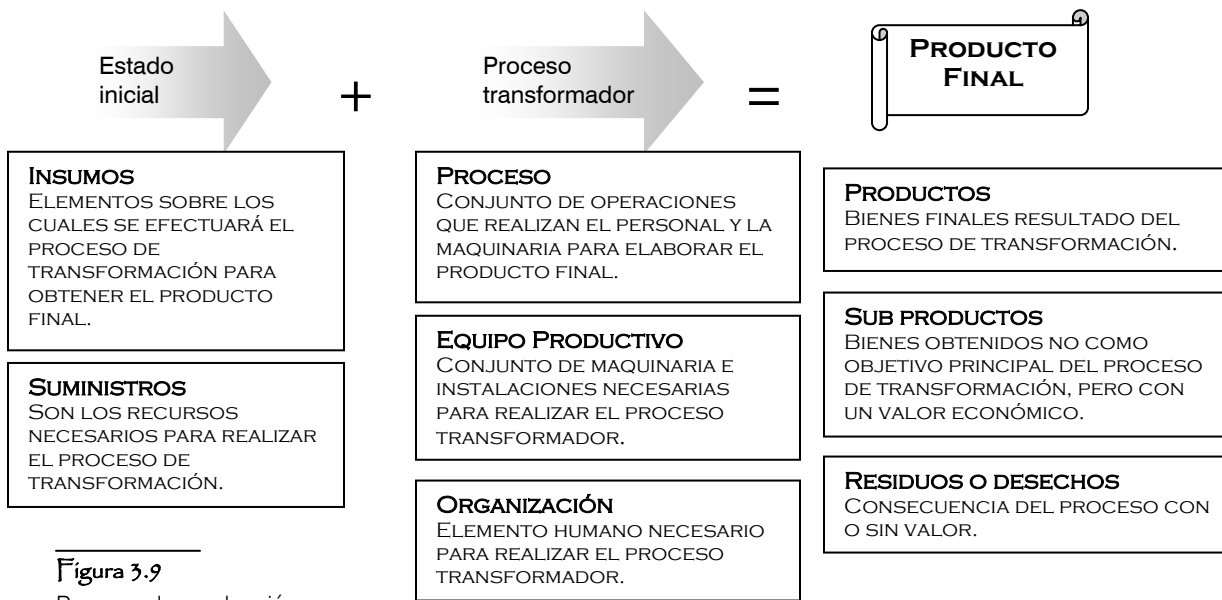 Estado
inicial
+
Proceso
transformador
=
PRODUCTO
FINAL
INSUMOS
ELEMENTOS SOBRE LOS
CUALES SE EFECTUARÁ EL
PROCESO DE
TRANSFORMACIÓN PARA
OBTENER EL PRODUCTO
FINAL.
SUMINISTROS
SON LOS RECURSOS
NECESARIOS PARA REALIZAR
EL PROCESO DE
TRANSFORMACIÓN.
PROCESO
CONJUNTO DE OPERACIONES
QUE REALIZAN EL PERSONAL Y LA
MAQUINARIA PARA ELABORAR EL
PRODUCTO FINAL.
EQUIPO PRODUCTIVO
CONJUNTO DE MAQUINARIA E
INSTALACIONES NECESARIAS
PARA REALIZAR EL PROCESO
TRANSFORMADOR.
ORGANIZACIÓN
ELEMENTO HUMANO NECESARIO
PARA REALIZAR EL PROCESO
TRANSFORMADOR.
PRODUCTOS
BIENES FINALES RESULTADO DEL
PROCESO DE TRANSFORMACIÓN.
SUB PRODUCTOS
BIENES OBTENIDOS NO COMO
OBJETIVO PRINCIPAL DEL PROCESO
DE TRANSFORMACIÓN, PERO CON
UN VALOR ECONÓMICO.
RESIDUOS O DESECHOS
CONSECUENCIA DEL PROCESO CON
O SIN VALOR.
Figura 3.9